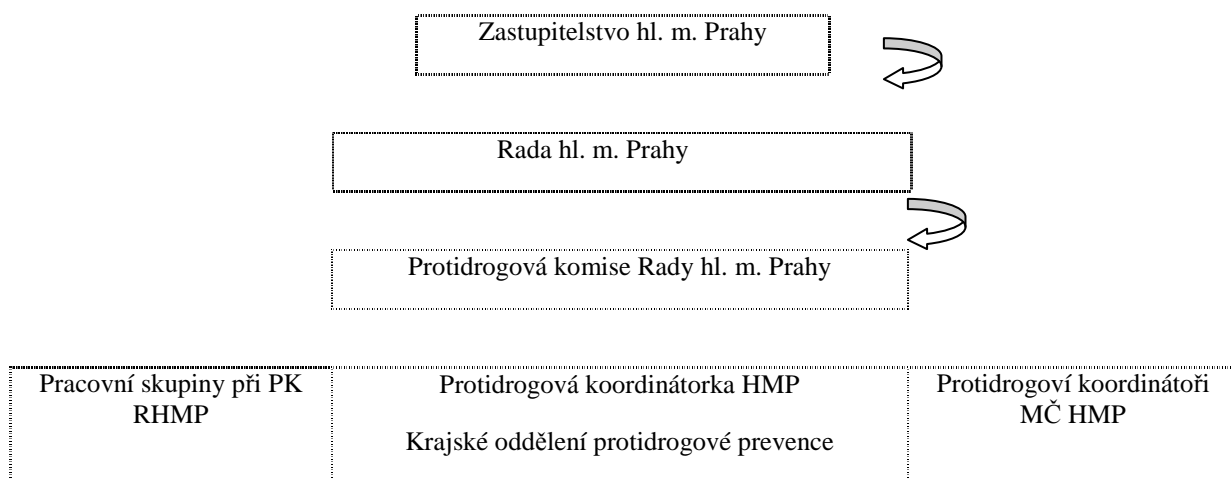 Zastupitelstvo hl. m. Prahy
Rada hl. m. Prahy
Protidrogová komise Rady hl. m. Prahy
Pracovní skupiny při PK
RHMP
Protidrogová koordinátorka HMP
Krajské oddělení protidrogové prevence
Protidrogoví koordinátoři
MČ HMP